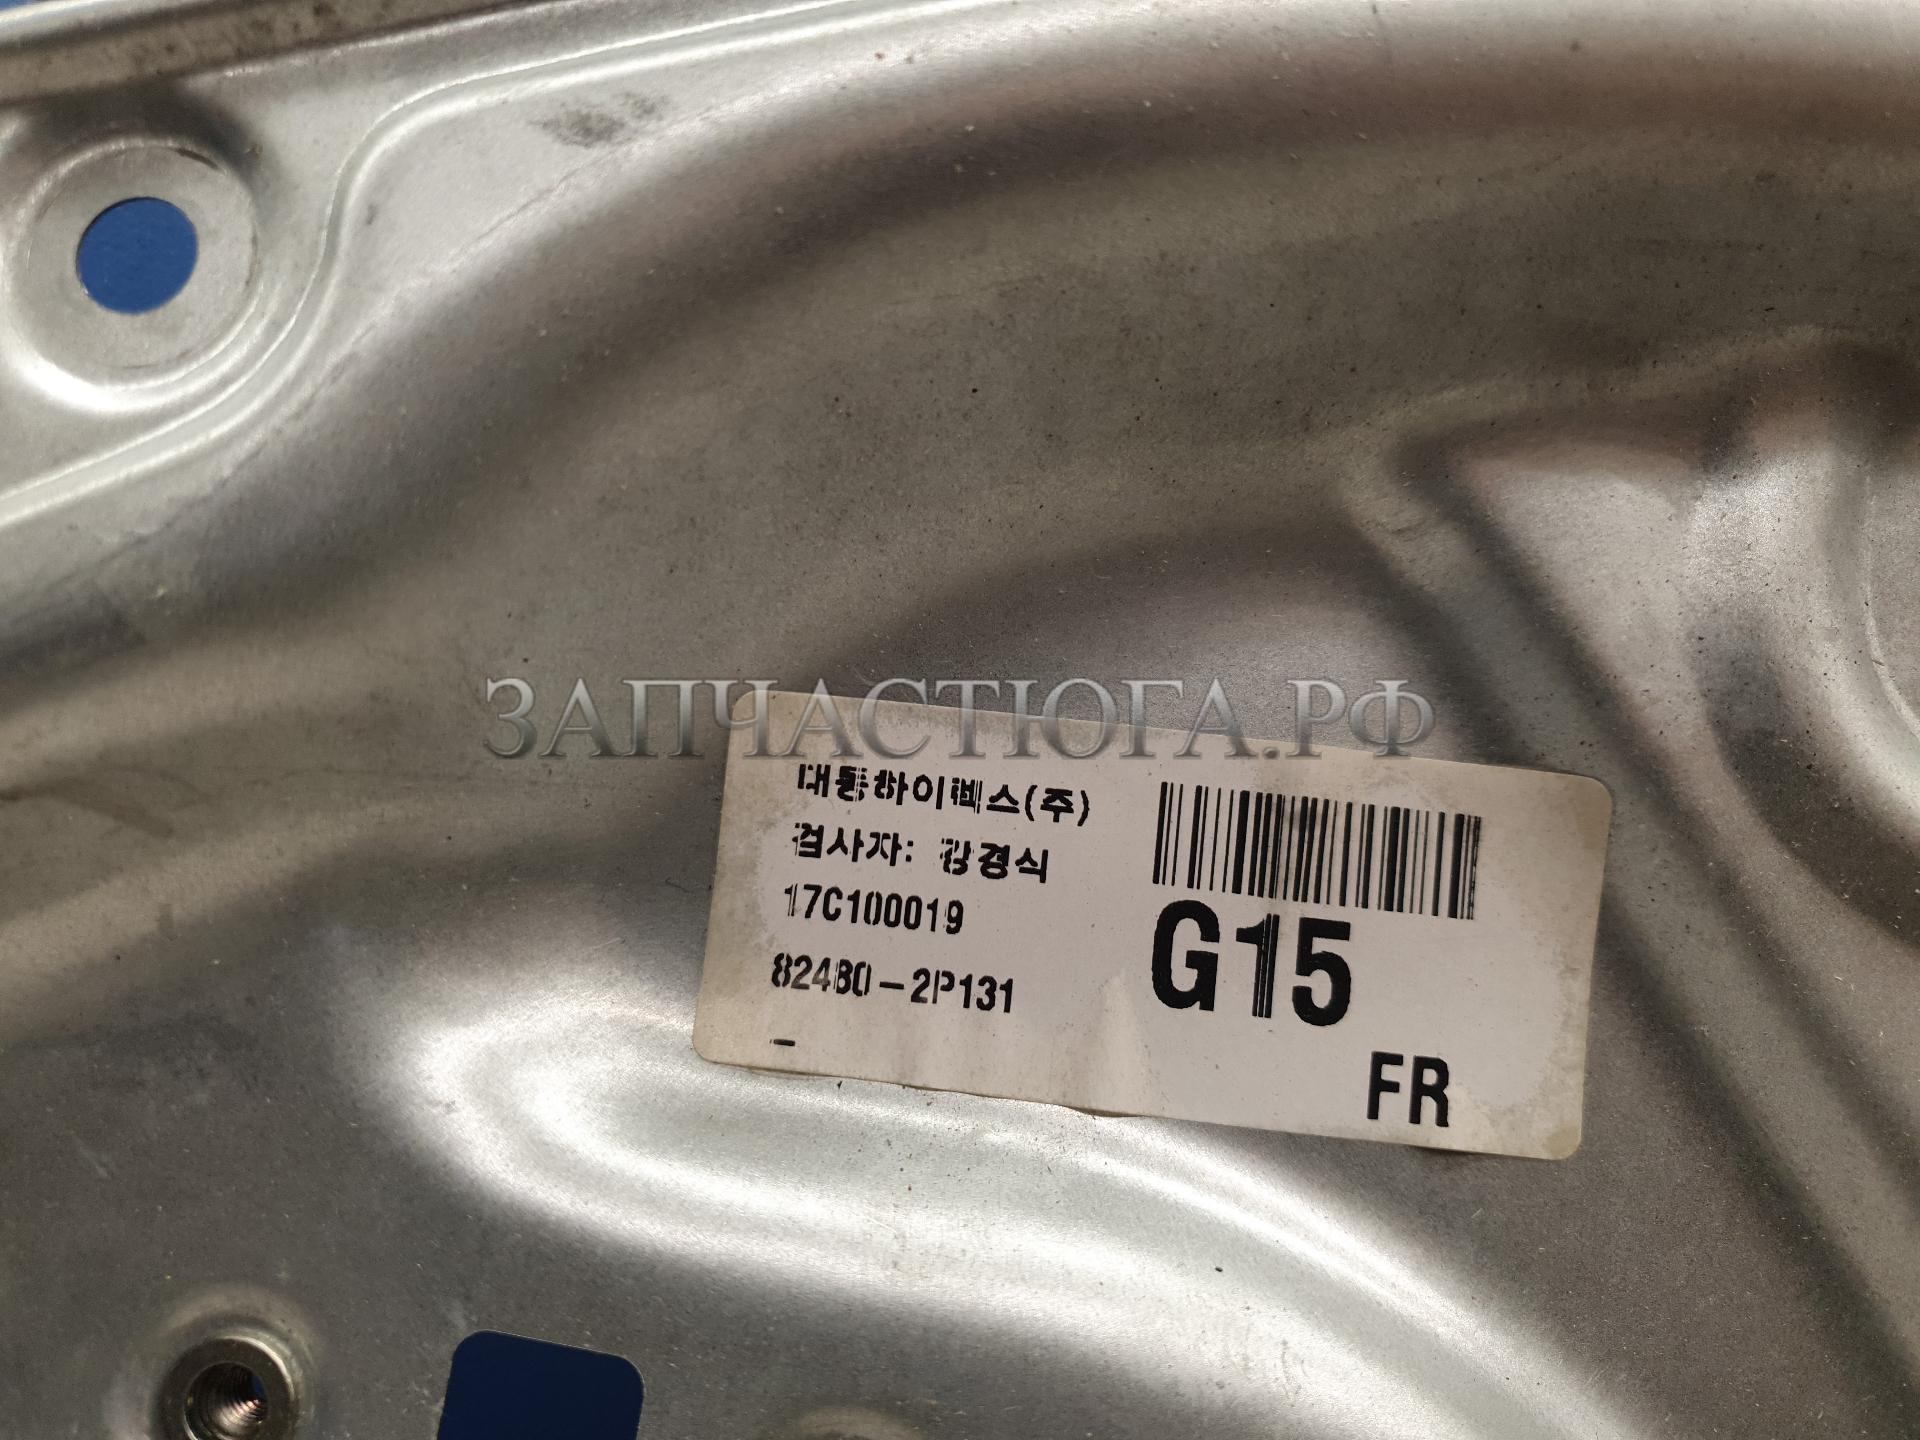 ЗАПЧАСТЮГА.РФ
대동하이렉스(주)
검사자: 강경식
17C100019
82480-2P131
-
G15
FR